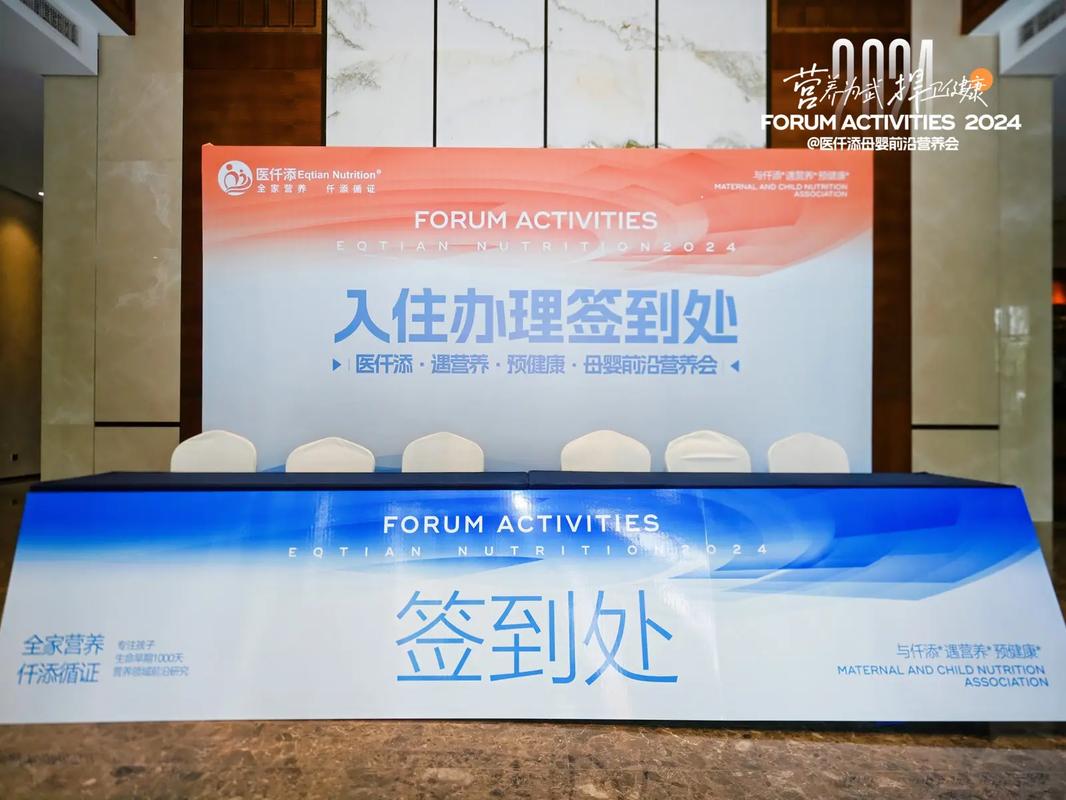 2024
营养为武 捍卫健康
FORUM ACTIVITIES 2024
@医仟添母婴前沿营养会
医仟添 Eqtian Nutrition®
全家营养 仟添循证
与仟添® 遇营养® 预健康®
MATERNAL AND CHILD NUTRITION
ASSOCIATION
FORUM ACTIVITIES
EQTIAN NUTRITION2024
入住办理签到处
医仟添·遇营养·预健康·母婴前沿营养会
FORUM ACTIVITIES
EQTIAN NUTRITION2024
签到处
全家营养
仟添循证
专注孩子
生命早期1000天
营养领域前沿研究
与仟添® 遇营养® 预健康®
MATERNAL AND CHILD NUTRITION
ASSOCIATION